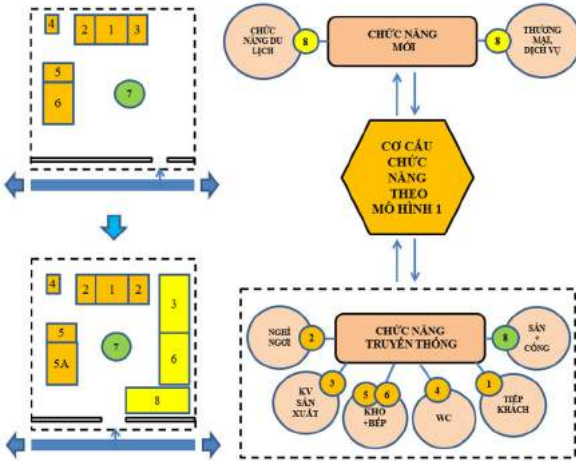 4
2
1
3
5
6
7
4
2
1
2
3
5
5A
7
6
8
CHỨC
NĂNG DU
LỊCH
8
CHỨC NĂNG
MỚI
8
THƯƠNG
MẠI,
DỊCH VỤ
CƠ CẤU
CHỨC
NĂNG
THEO
MÔ HÌNH 1
NGHỈ
NGƠI
2
CHỨC NĂNG
TRUYỀN THỐNG
8
SÂN
+
CỔNG
3
KV
SẢN
XUẤT
5
6
KHO
+BẾP
4
WC
1
TIẾP
KHÁCH